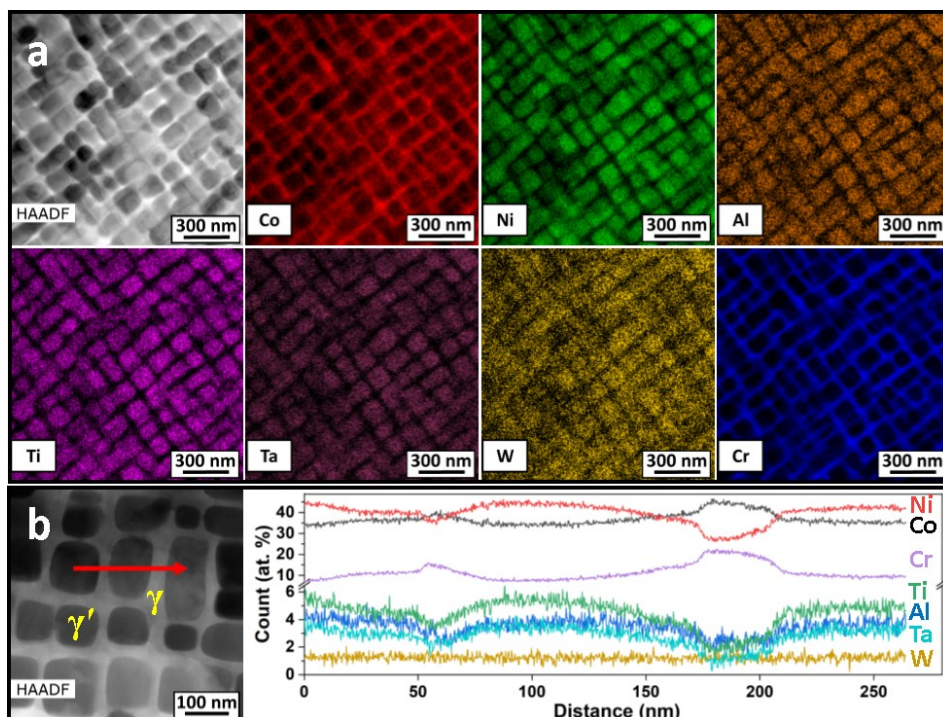 a
HAADF
300 nm
Co
300 nm
Ni
300 nm
Al
300 nm
Ti
300 nm
Ta
300 nm
W
300 nm
Cr
300 nm
b
γ'
γ
HAADF
100 nm
Count (at. %)
40
30
20
10
6
4
2
0
0
50
100
150
200
250
Distance (nm)
Ni
Co
Cr
Ti
Al
Ta
W